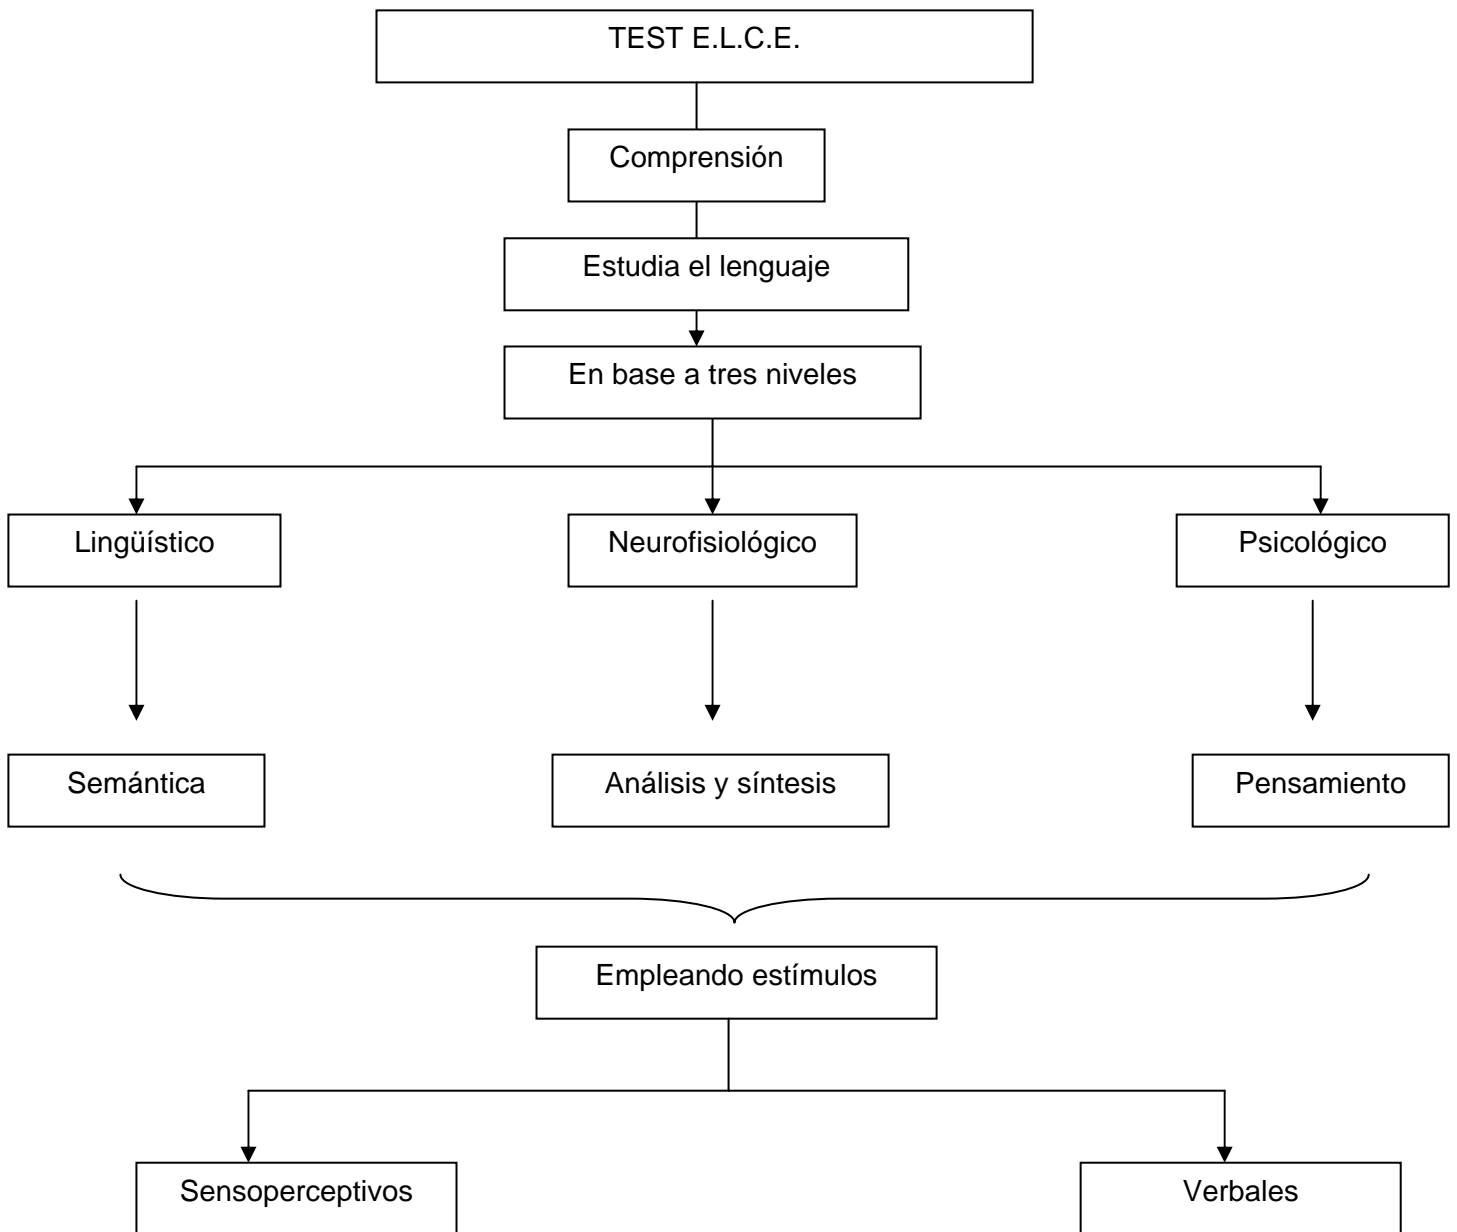 TEST E.L.C.E.
Comprensión
Estudia el lenguaje
En base a tres niveles
Lingüístico
Neurofisiológico
Psicológico
Semántica
Análisis y síntesis
Pensamiento
Empleando estímulos
Sensoperceptivos
Verbales